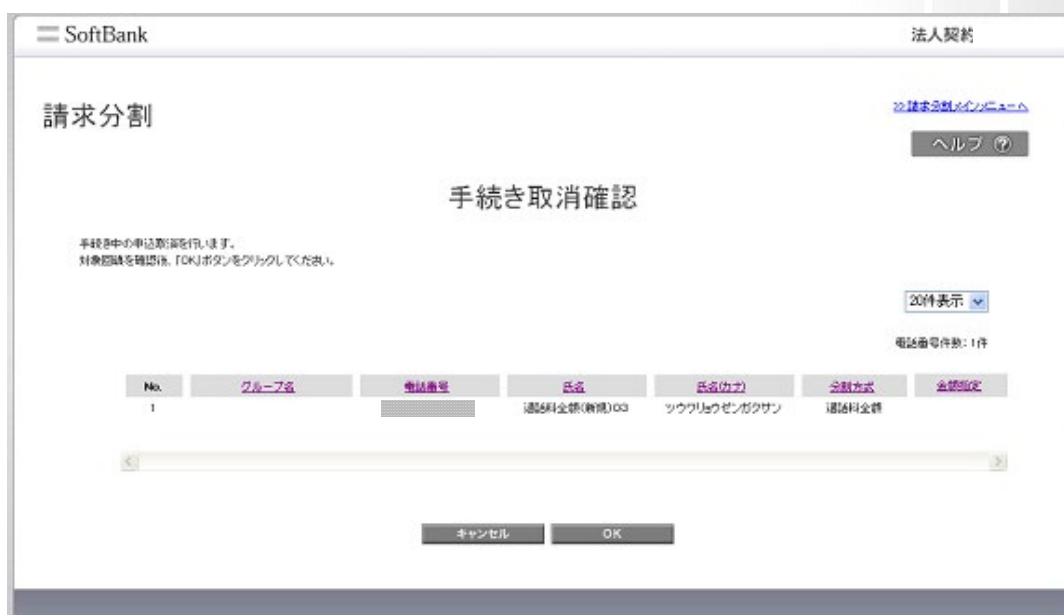 SoftBank
法人契約
請求分割
>> 請求分割メインメニューへ
ヘルプ ?
手続き取消確認
手続き中の申込取消を行います。
対象回線を確認後、「OK」ボタンをクリックしてください。
20件表示
電話番号件数：1件
No. グループ名 電話番号 氏名 氏名(カナ) 分割方式 金額指定
1 通話料全額(新規)03 ツウワリョウゼンガクサン 通話料全額
キャンセル OK